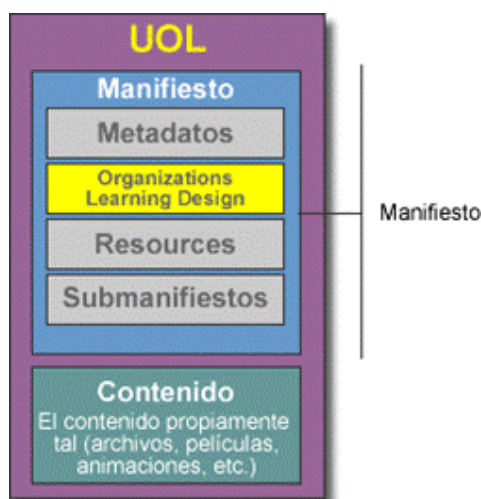 UOL
Manifiesto
Metadatos
Organizations
Learning Design
Resources
Submanifiestos
Manifiesto
Contenido
El contenido propiamente
tal (archivos, películas,
animaciones, etc.)